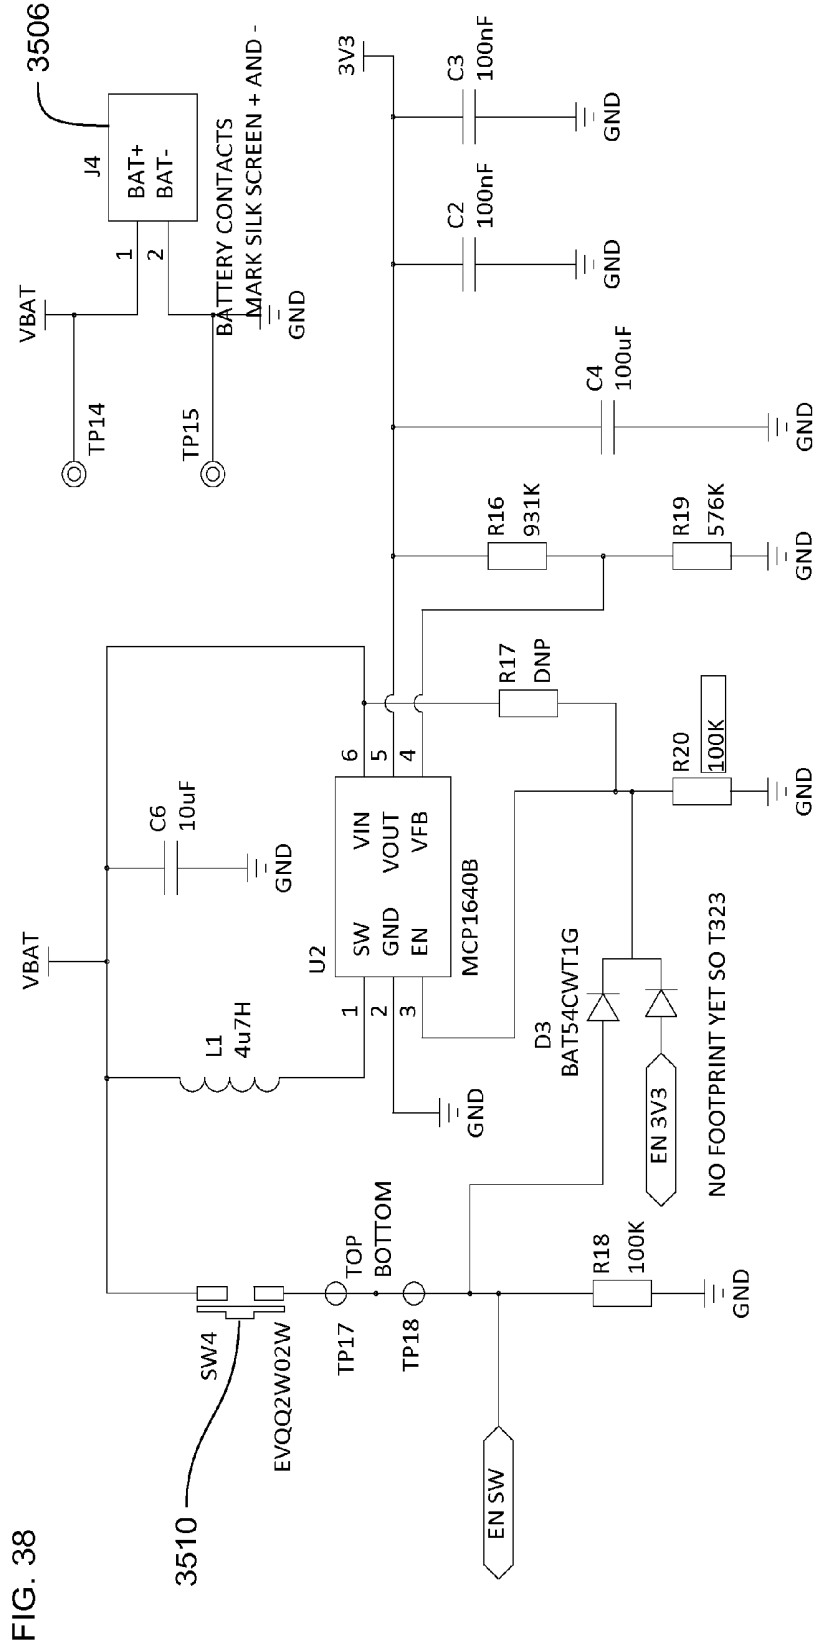 FIG. 38
3510
SW4
EVQQ2W02W
TP17
TOP
BOTTOM
TP18
EN SW
R18
100K
GND
VBAT
L1
4u7H
C6
10uF
GND
U2
SW
GND
EN
VIN
VOUT
VFB
MCP1640B
1
2
3
6
5
4
GND
D3
BAT54CWT1G
EN 3V3
NO FOOTPRINT YET SO T323
R17
DNP
R20
100K
GND
R16
931K
R19
576K
GND
C4
100uF
GND
C2
100nF
GND
C3
100nF
GND
3V3
TP14
TP15
VBAT
GND
1
2
J4
BAT+
BAT-
BATTERY CONTACTS
MARK SILK SCREEN + AND -
3506